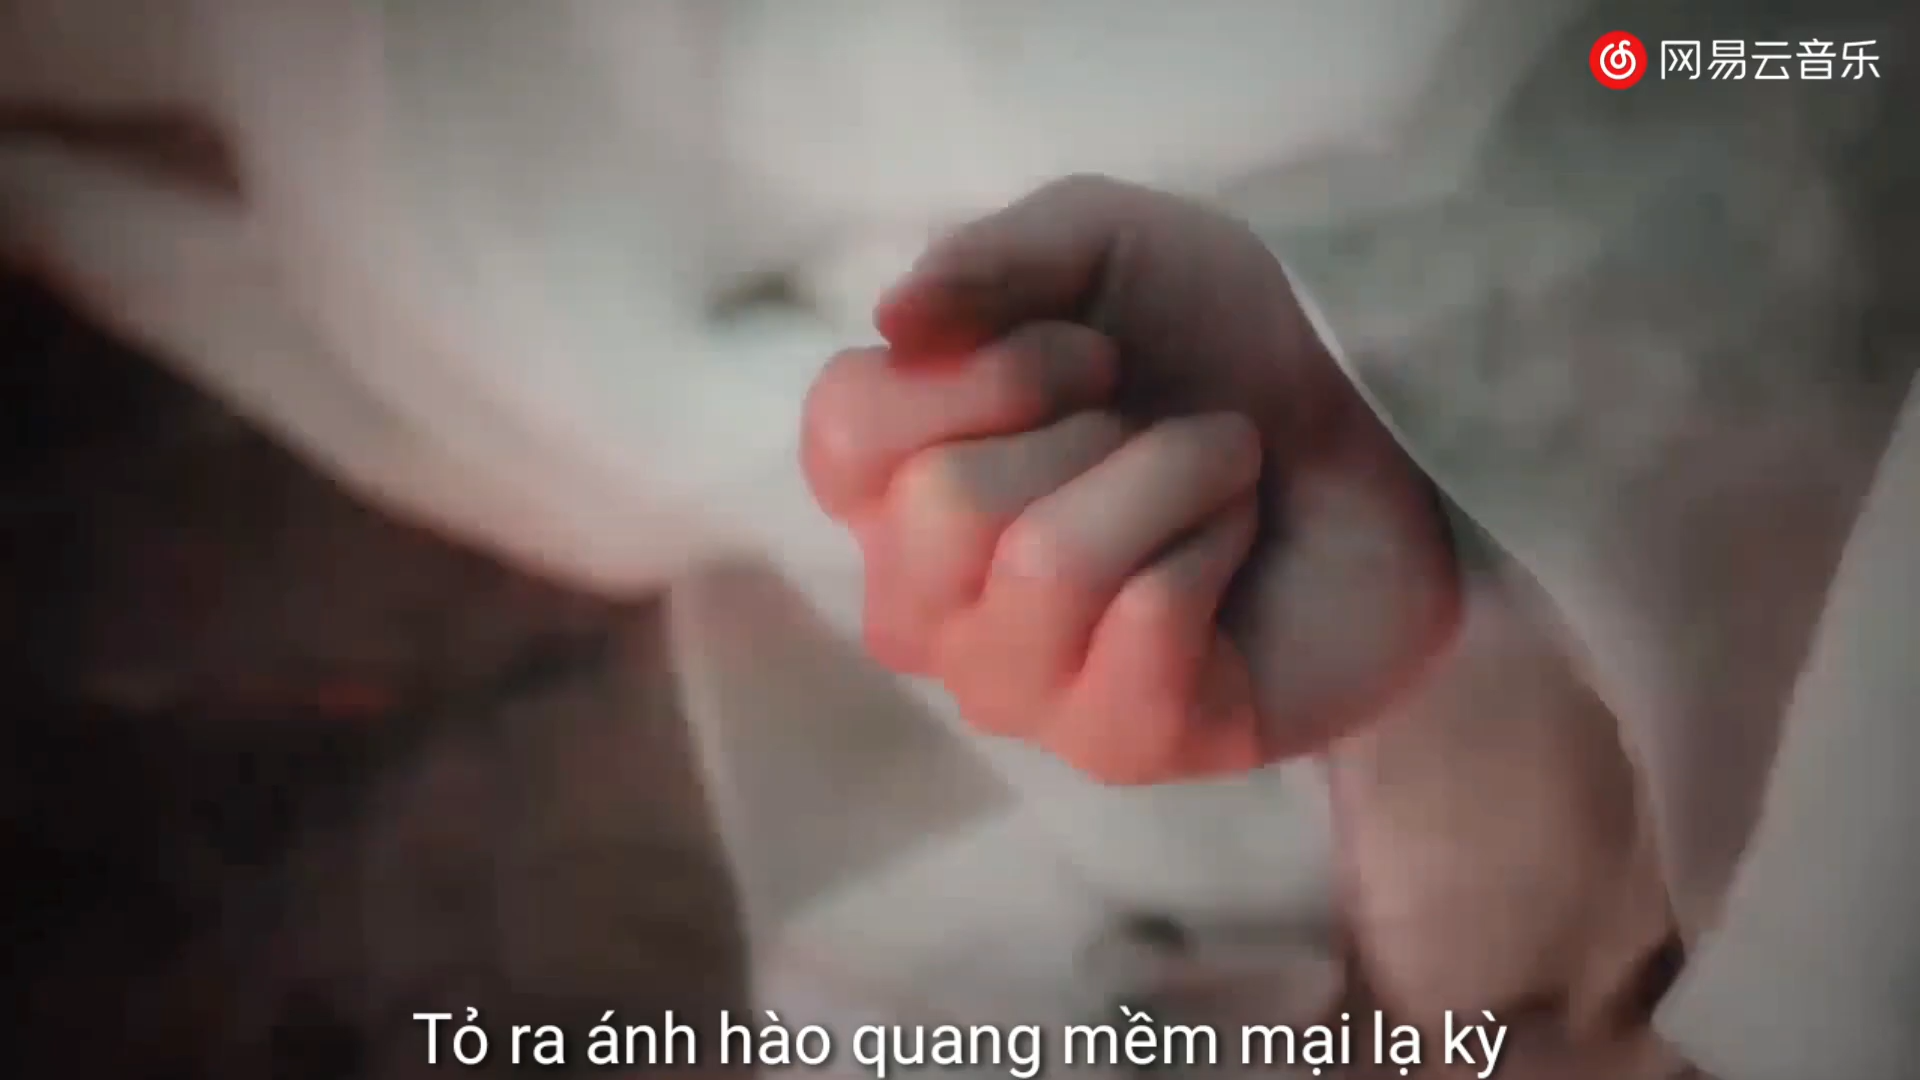 网易云音乐
Tỏ ra ánh hào quang mềm mại lạ kỳ